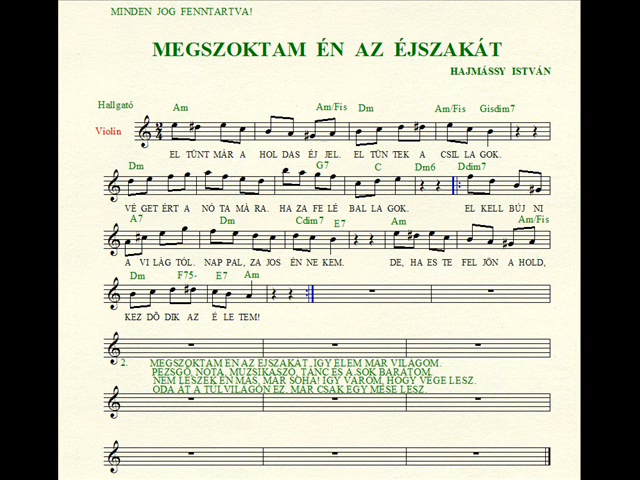 MINDEN JOG FENNTARTVA!
MEGSZOKTAM ÉN AZ ÉJSZAKÁT
HAJMÁSSY ISTVÁN
Hallgató
Am Am/Fis Dm Am/Fis Gisdim7
Violin
2 4
EL TŰNT MÁR A HOL DAS ÉJ JEL. EL TŰN TEK A CSIL LA GOK.
Dm G7 C Dm6 Ddim7
VÉ GET ÉRT A NÓ TA MÁ RA. HA ZA FE LÉ BAL LA GOK. EL KELL BÚJ NI
A7 Dm Cdim7 E7 Am Am/Fis
A VI LÁG TÓL. NAP PAL, ZA JOS ÉN NE KEM. DE, HA ES TE FEL JÖN A HOLD,
Dm F75- E7 Am
KEZ DŐ DIK AZ É LE TEM!
2. MEGSZOKTAM ÉN AZ ÉJSZAKÁT, ÍGY ÉLEM MÁR VILÁGOM.
PEZSGŐ, NÓTA, MUZSIKASZÓ, TÁNC ÉS A SOK BARÁTOM.
NEM LESZEK ÉN MÁS, MÁR SOHA! ÍGY VÁROM, HOGY VÉGE LESZ.
ODA ÁT A TÚLVILÁGON EZ, MÁR CSAK EGY MESE LESZ.